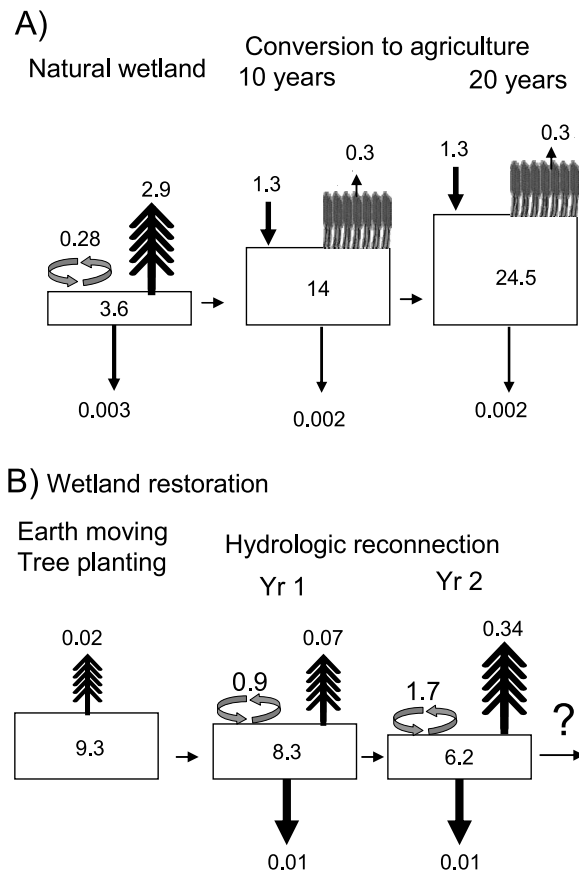 A)
Natural wetland
Conversion to agriculture
10 years
20 years
2.9
0.28
3.6
0.003
1.3
0.3
14
0.002
1.3
0.3
24.5
0.002
B) Wetland restoration
Earth moving
Tree planting
Hydrologic reconnection
Yr 1
Yr 2
0.02
9.3
0.07
0.9
8.3
0.01
0.34
1.7
6.2
0.01
?